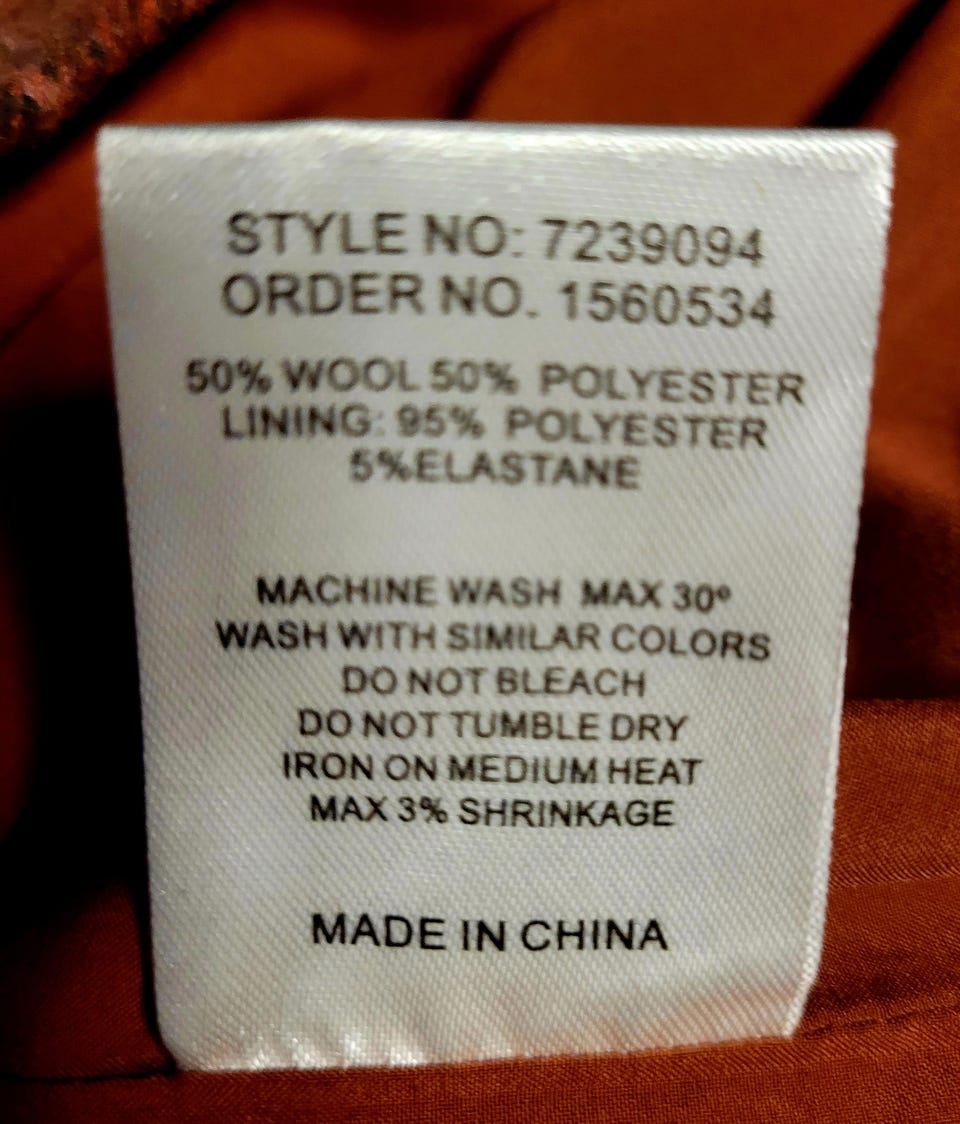 STYLE NO: 7239094
ORDER NO. 1560534
50% WOOL 50% POLYESTER
LINING: 95% POLYESTER
5%ELASTANE
MACHINE WASH MAX 30º
WASH WITH SIMILAR COLORS
DO NOT BLEACH
DO NOT TUMBLE DRY
IRON ON MEDIUM HEAT
MAX 3% SHRINKAGE
MADE IN CHINA